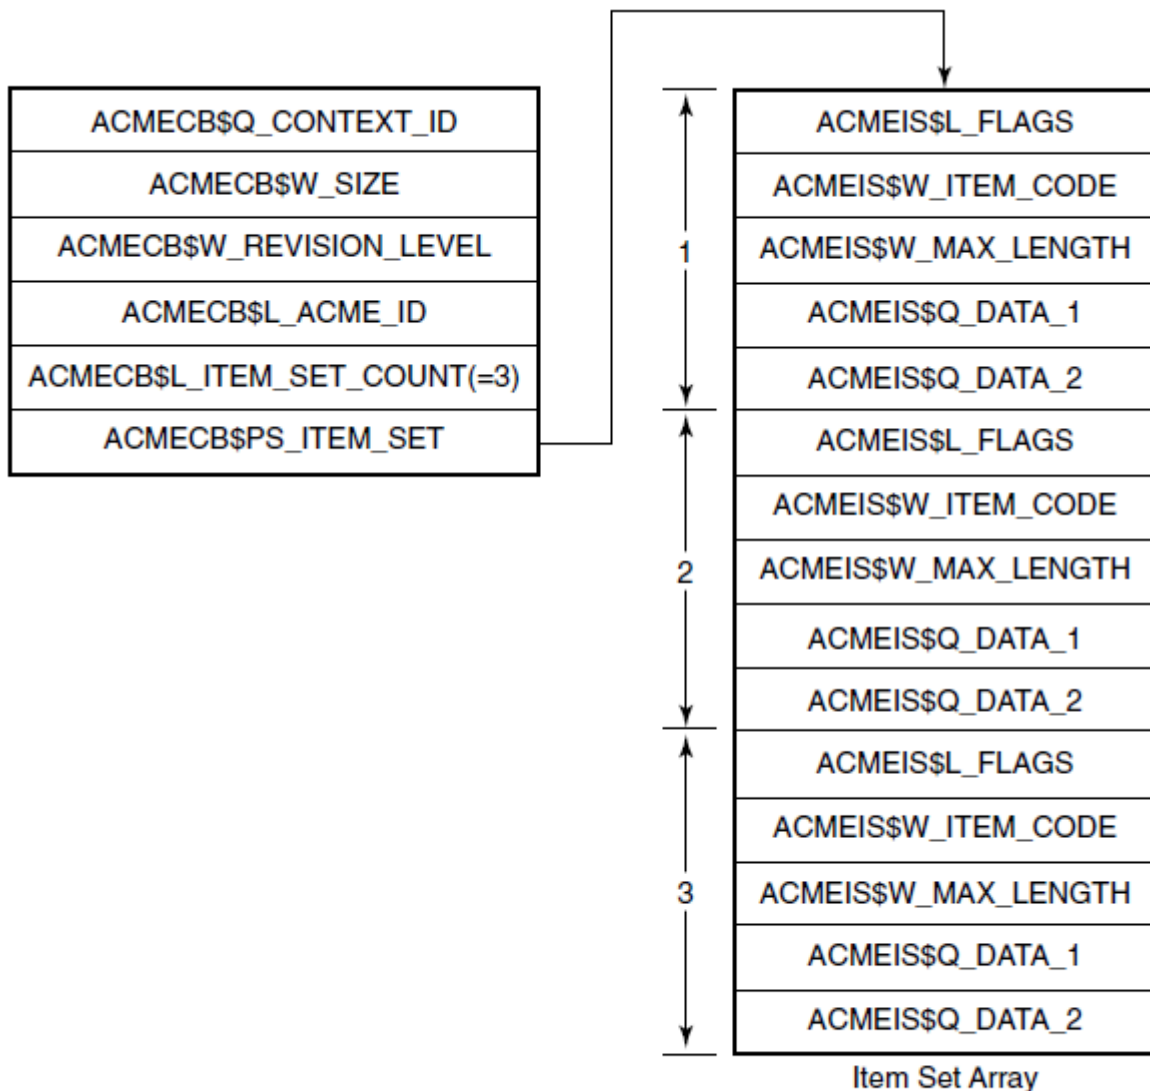 ACMECB$Q_CONTEXT_ID
ACMECB$W_SIZE
ACMECB$W_REVISION_LEVEL
ACMECB$L_ACME_ID
ACMECB$L_ITEM_SET_COUNT(=3)
ACMECB$PS_ITEM_SET
1
ACMEIS$L_FLAGS
ACMEIS$W_ITEM_CODE
ACMEIS$W_MAX_LENGTH
ACMEIS$Q_DATA_1
ACMEIS$Q_DATA_2
2
ACMEIS$L_FLAGS
ACMEIS$W_ITEM_CODE
ACMEIS$W_MAX_LENGTH
ACMEIS$Q_DATA_1
ACMEIS$Q_DATA_2
3
ACMEIS$L_FLAGS
ACMEIS$W_ITEM_CODE
ACMEIS$W_MAX_LENGTH
ACMEIS$Q_DATA_1
ACMEIS$Q_DATA_2
Item Set Array